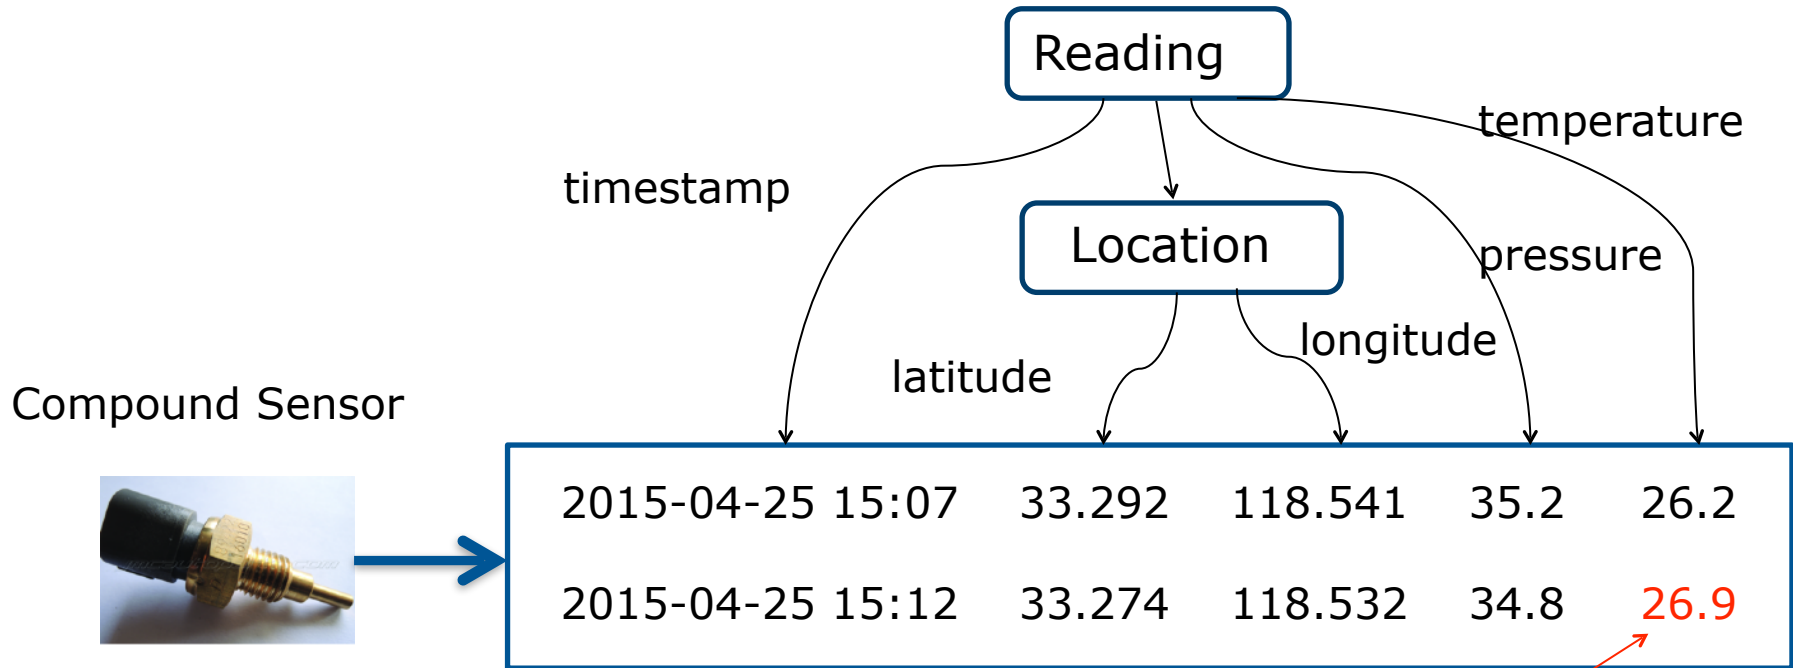 Reading
temperature
timestamp
Location
pressure
longitude
latitude
Compound Sensor
2015-04-25 15:07 33.292 118.541 35.2 26.2
2015-04-25 15:12 33.274 118.532 34.8 26.9